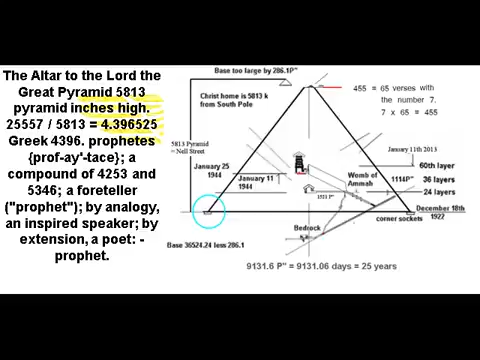 The Altar to the Lord the
Great Pyramid 5813
pyramid inches high.
25557 / 5813 = 4.396525
Greek 4396. prophetes
{prof-ay'-tace}; a
compound of 4253 and
5346; a foreteller
("prophet"); by analogy,
an inspired speaker; by
extension, a poet: -
prophet.
Base too large by 286.1P"
Christ home is 5813 k
from South Pole
455 = 65 verses with
the number 7.
7 x 65 = 455
5813 Pyramid
= Nell Street
January 11th 2013
January 25
1944
January 11
1944
Womb of
Ammah
60th layer
1114P"
36 layers
24 layers
3521 P"
December 18th
1922
corner sockets
Bedrock
Base 36524.24 less 286.1
9131.6 P" = 9131.06 days = 25 years